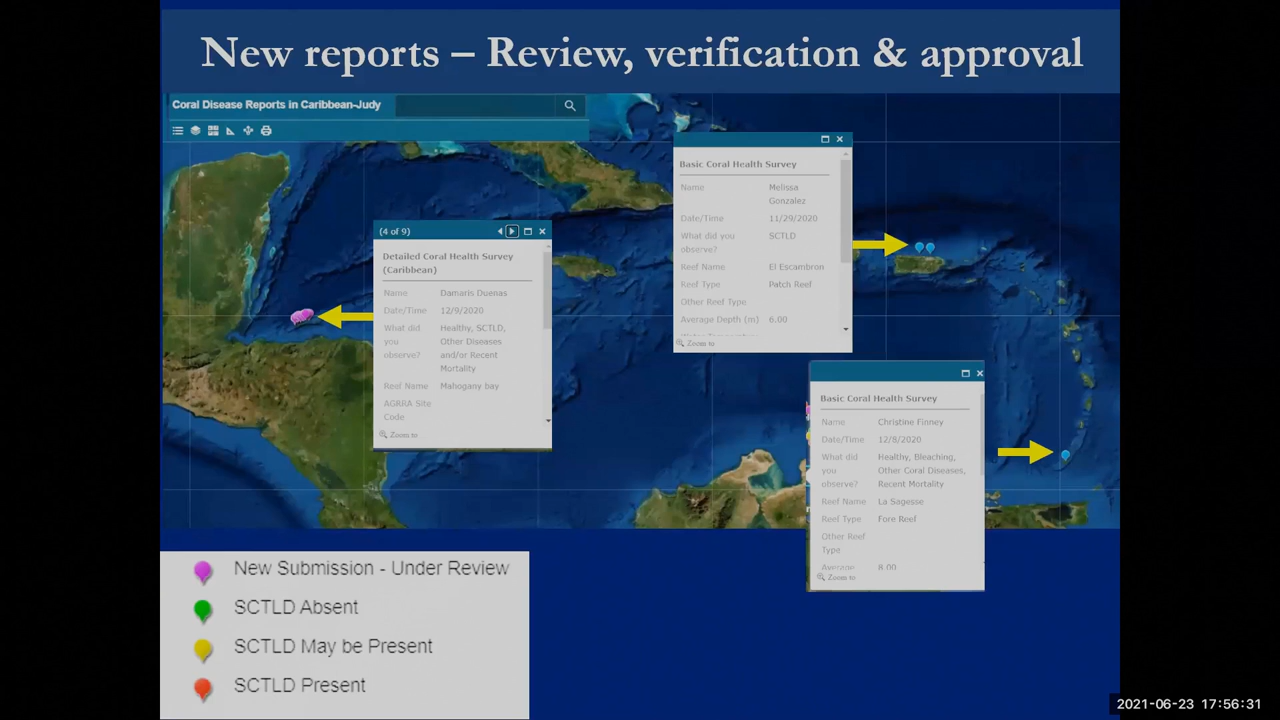 New reports – Review, verification & approval
Coral Disease Reports in Caribbean-Judy
(4 of 9)
Detailed Coral Health Survey
(Caribbean)
Name Damaris Duenas
Date/Time 12/9/2020
What did you observe? Healthy, SCTLD, Other Diseases and/or Recent Mortality
Reef Name Mahogany bay
AGRRA Site Code
Zoom to
Basic Coral Health Survey
Name Melissa Gonzalez
Date/Time 11/29/2020
What did you observe? SCTLD
Reef Name El Escambron
Reef Type Patch Reef
Other Reef Type
Average Depth (m) 6.00
Zoom to
Basic Coral Health Survey
Name Christine Finney
Date/Time 12/8/2020
What did you observe? Healthy, Bleaching, Other Coral Diseases, Recent Mortality
Reef Name La Sagesse
Reef Type Fore Reef
Other Reef Type
Average 8.00
Zoom to
New Submission - Under Review
SCTLD Absent
SCTLD May be Present
SCTLD Present
2021-06-23 17:56:31